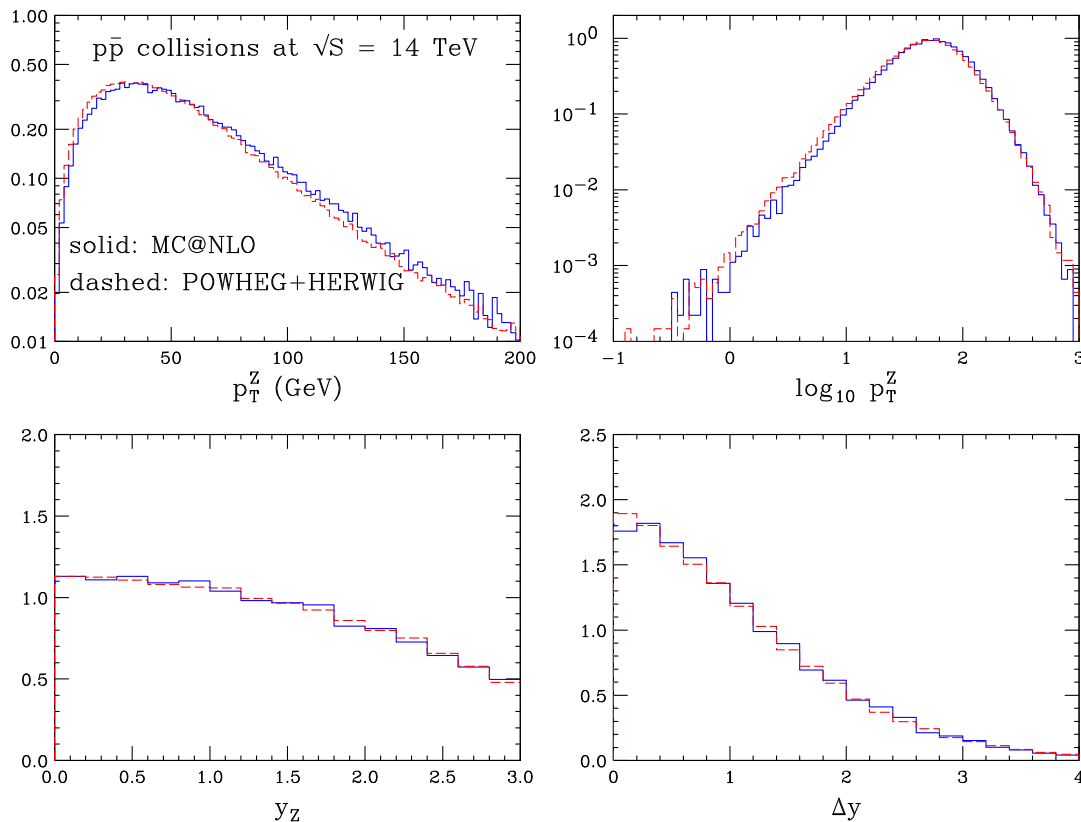 pp̄ collisions at √S = 14 TeV
solid: MC@NLO
dashed: POWHEG+HERWIG
1.00
0.50
0.20
0.10
0.05
0.02
0.01
0 50 100 150 200
p_T^Z (GeV)
10^0
10^−1
10^−2
10^−3
10^−4
−1 0 1 2 3
log_10 p_T^Z
2.0
1.5
1.0
0.5
0.0
0.0 0.5 1.0 1.5 2.0 2.5 3.0
y_Z
2.5
2.0
1.5
1.0
0.5
0.0
0 1 2 3 4
Δy